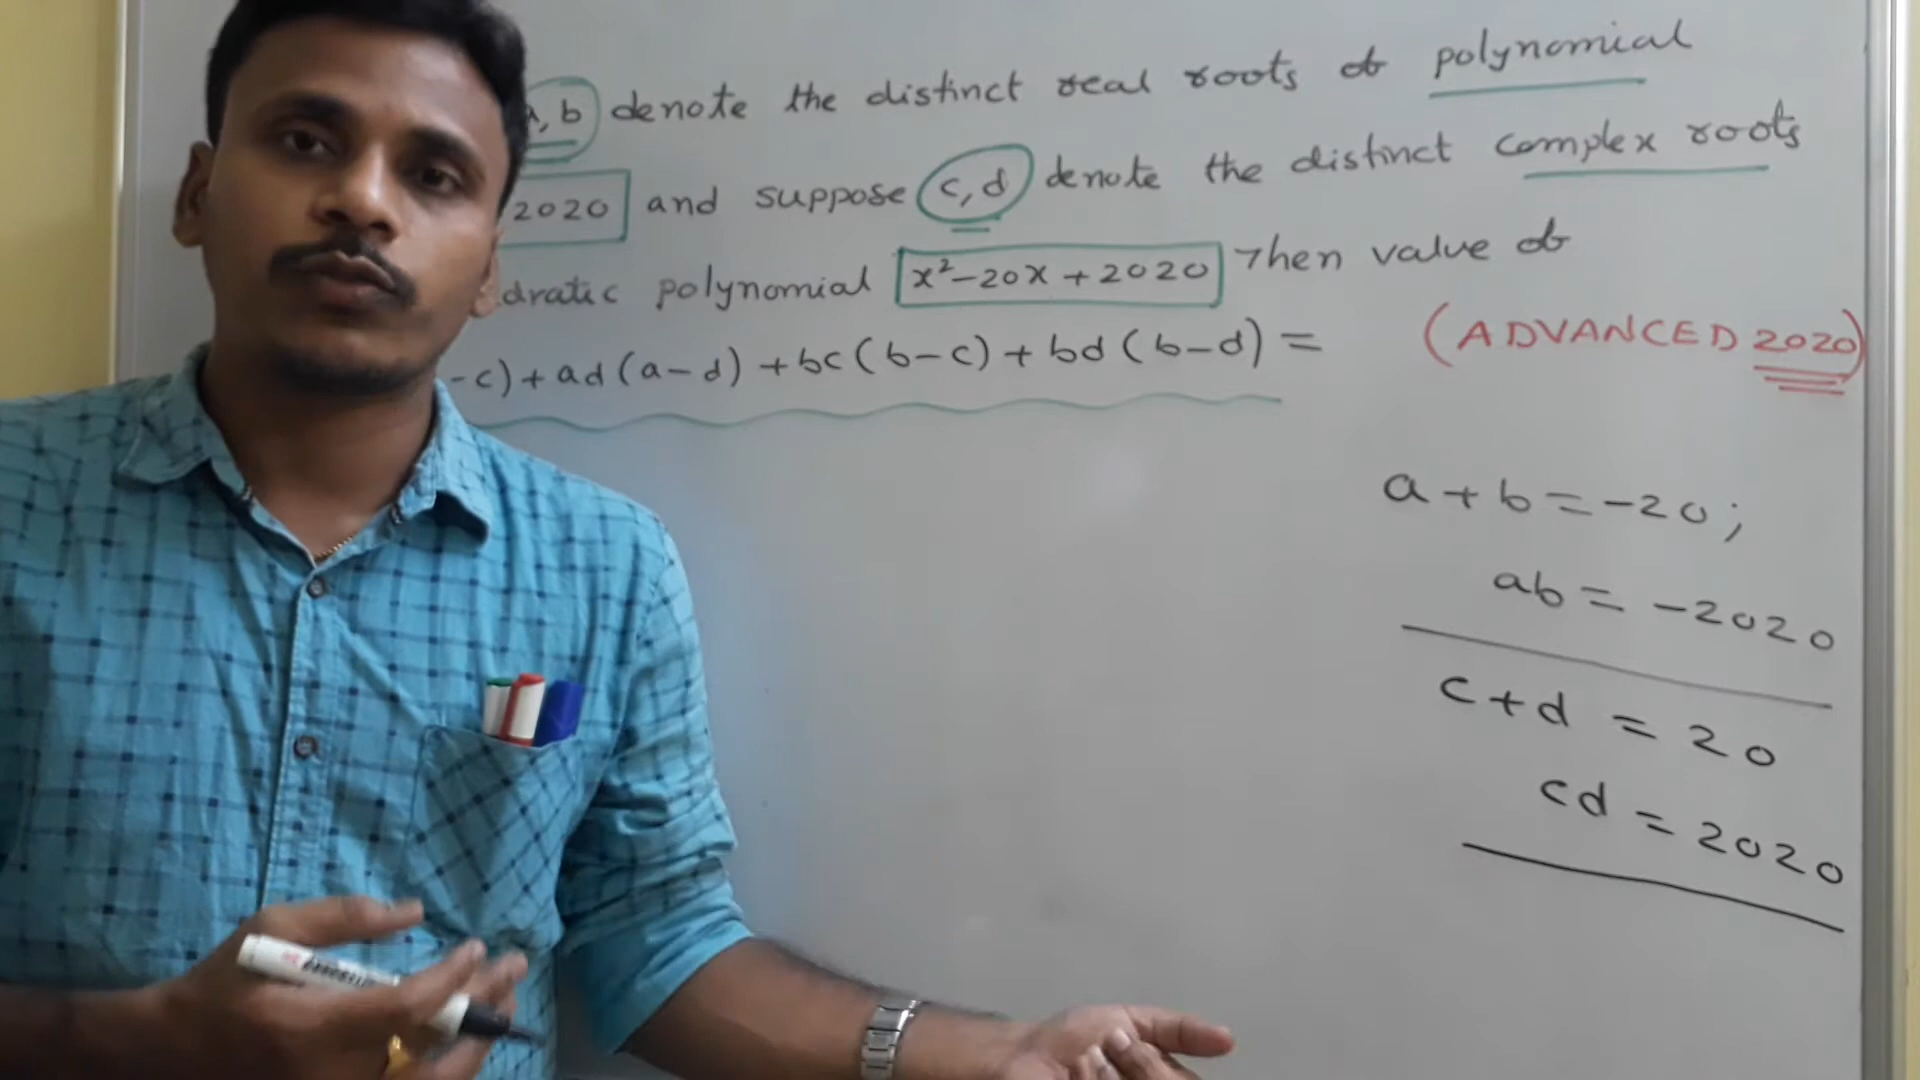 , b denote the distinct real roots of polynomial
2020 and suppose c, d denote the distinct complex roots
dratic polynomial x²-20x+2020 Then value of
-c)+ad(a-d)+bc(b-c)+bd(b-d)=
(ADVANCED 2020)
a+b=-20;
ab=-2020
c+d=20
cd=2020